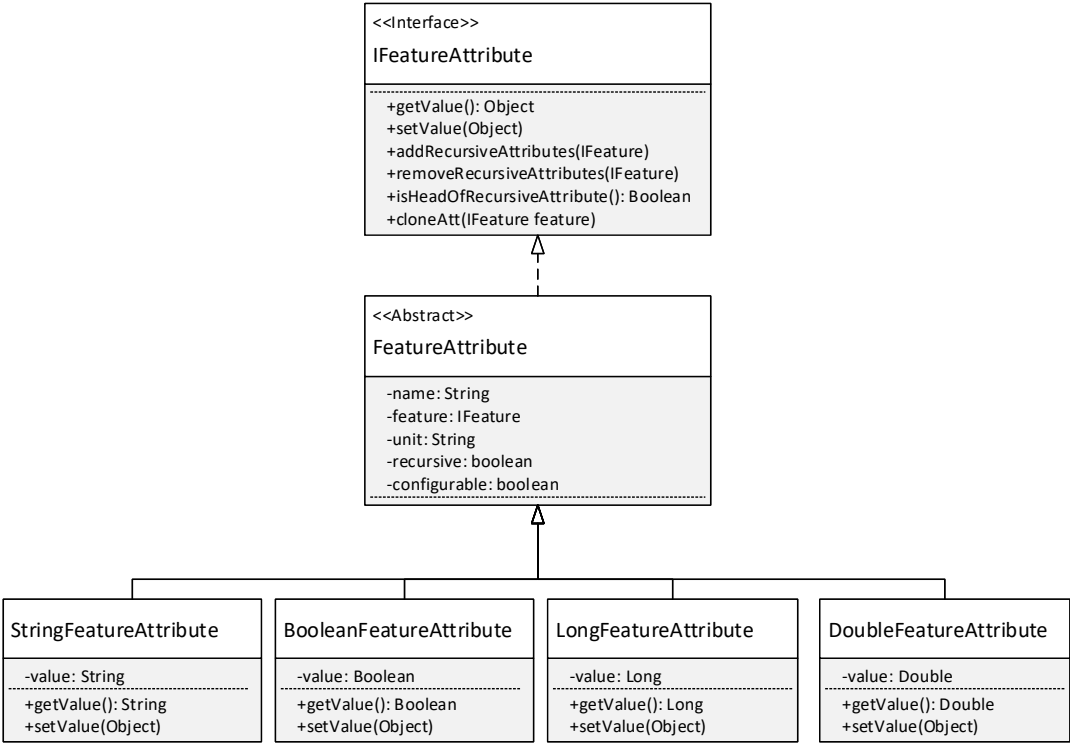 <<Interface>>
IFeatureAttribute
+getValue(): Object
+setValue(Object)
+addRecursiveAttributes(IFeature)
+removeRecursiveAttributes(IFeature)
+isHeadOfRecursiveAttribute(): Boolean
+cloneAtt(IFeature feature)
<<Abstract>>
FeatureAttribute
-name: String
-feature: IFeature
-unit: String
-recursive: boolean
-configurable: boolean
StringFeatureAttribute
-value: String
+getValue(): String
+setValue(Object)
BooleanFeatureAttribute
-value: Boolean
+getValue(): Boolean
+setValue(Object)
LongFeatureAttribute
-value: Long
+getValue(): Long
+setValue(Object)
DoubleFeatureAttribute
-value: Double
+getValue(): Double
+setValue(Object)